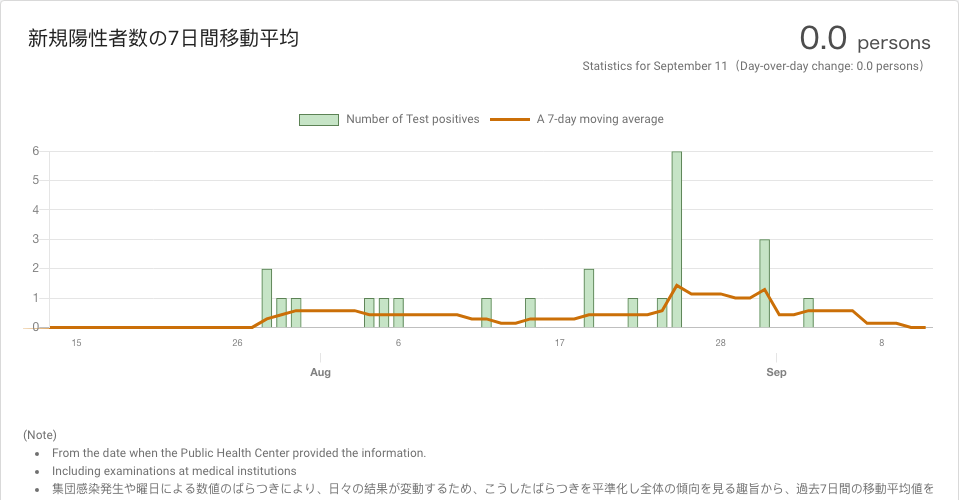 新規陽性者数の7日間移動平均
0.0 persons
Statistics for September 11（Day-over-day change: 0.0 persons）
Number of Test positives
A 7-day moving average
6
5
4
3
2
1
0
15 26 6 17 28 8
Aug Sep
(Note)
• From the date when the Public Health Center provided the information.
• Including examinations at medical institutions
• 集団感染発生や曜日による数値のばらつきにより、日々の結果が変動するため、こうしたばらつきを平準化し全体の傾向を見る趣旨から、過去7日間の移動平均値を